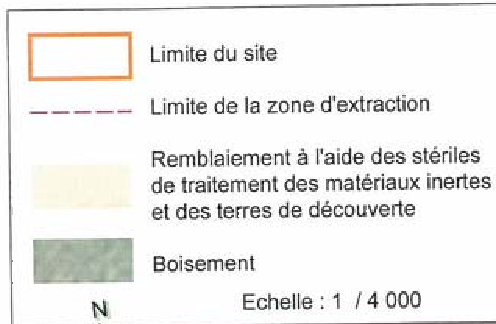 Limite du site
Limite de la zone d'extraction
Remblaiement à l'aide des stériles
de traitement des matériaux inertes
et des terres de découverte
Boisement
N
Echelle : 1 / 4 000